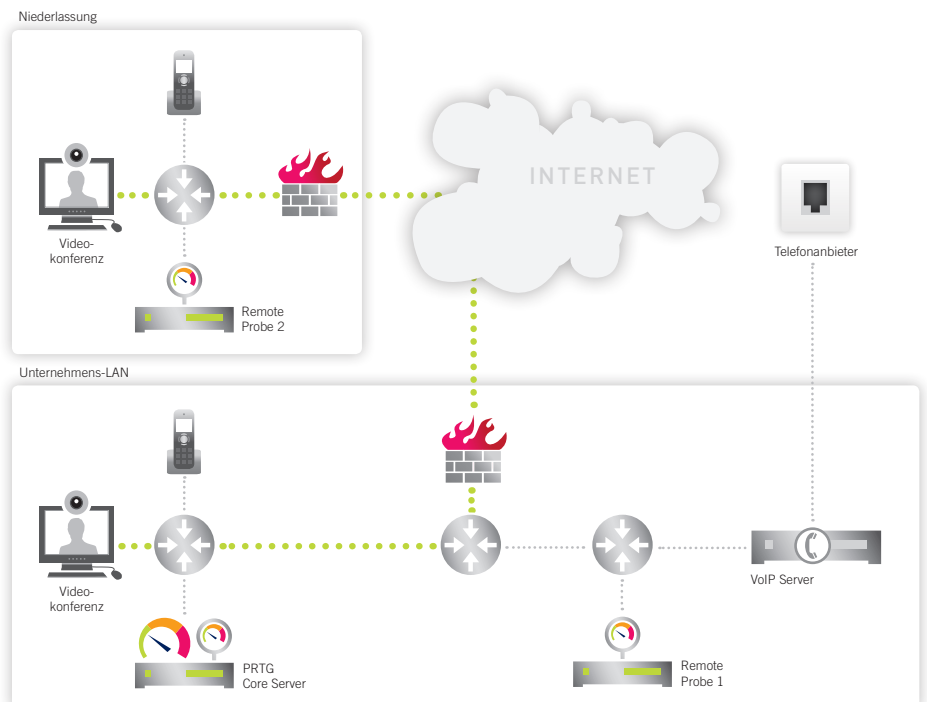 Niederlassung
INTERNET
Video-
konferenz
Telefonanbieter
Remote
Probe 2
Unternehmens-LAN
VoIP Server
Video-
konferenz
PRTG
Core Server
Remote
Probe 1